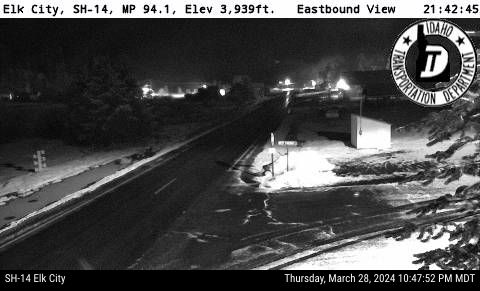 Elk City, SH-14, MP 94.1, Elev 3,939ft. Eastbound View 21:42:45
IDAHO
TRANSPORTATION DEPARTMENT
SH-14 Elk City Thursday, March 28, 2024 10:47:52 PM MDT